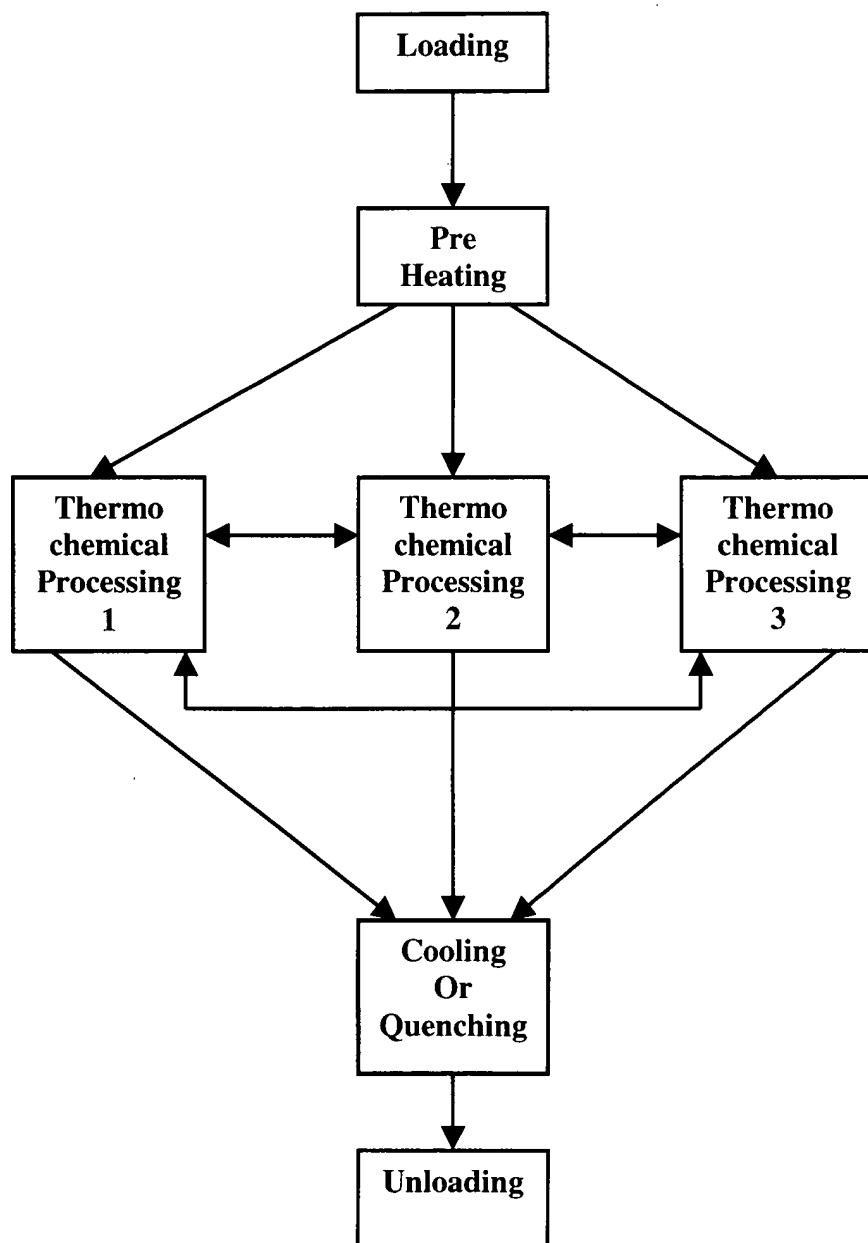 Loading
Pre
Heating
Thermo
chemical
Processing
1
Thermo
chemical
Processing
2
Thermo
chemical
Processing
3
Cooling
Or
Quenching
Unloading